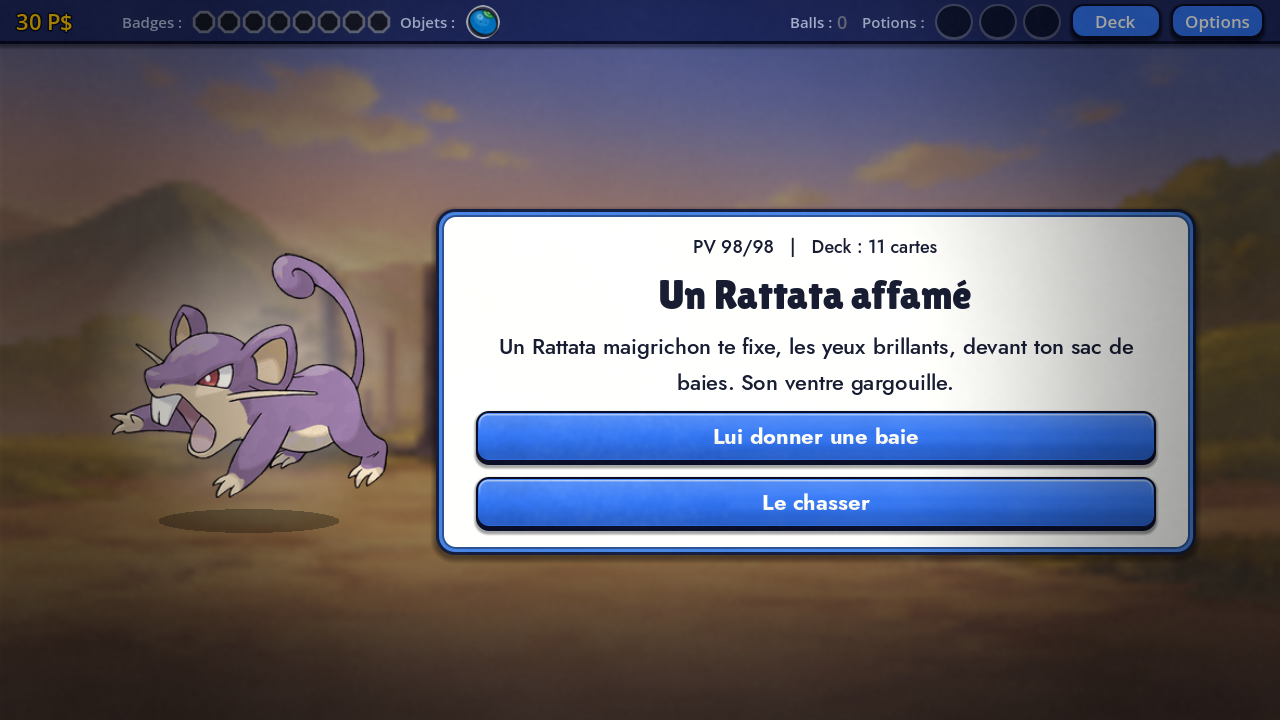 30 P$ Badges : Objets : Balls : 0 Potions : Deck Options
PV 98/98 | Deck : 11 cartes
Un Rattata affamé
Un Rattata maigrichon te fixe, les yeux brillants, devant ton sac de
baies. Son ventre gargouille.
Lui donner une baie
Le chasser